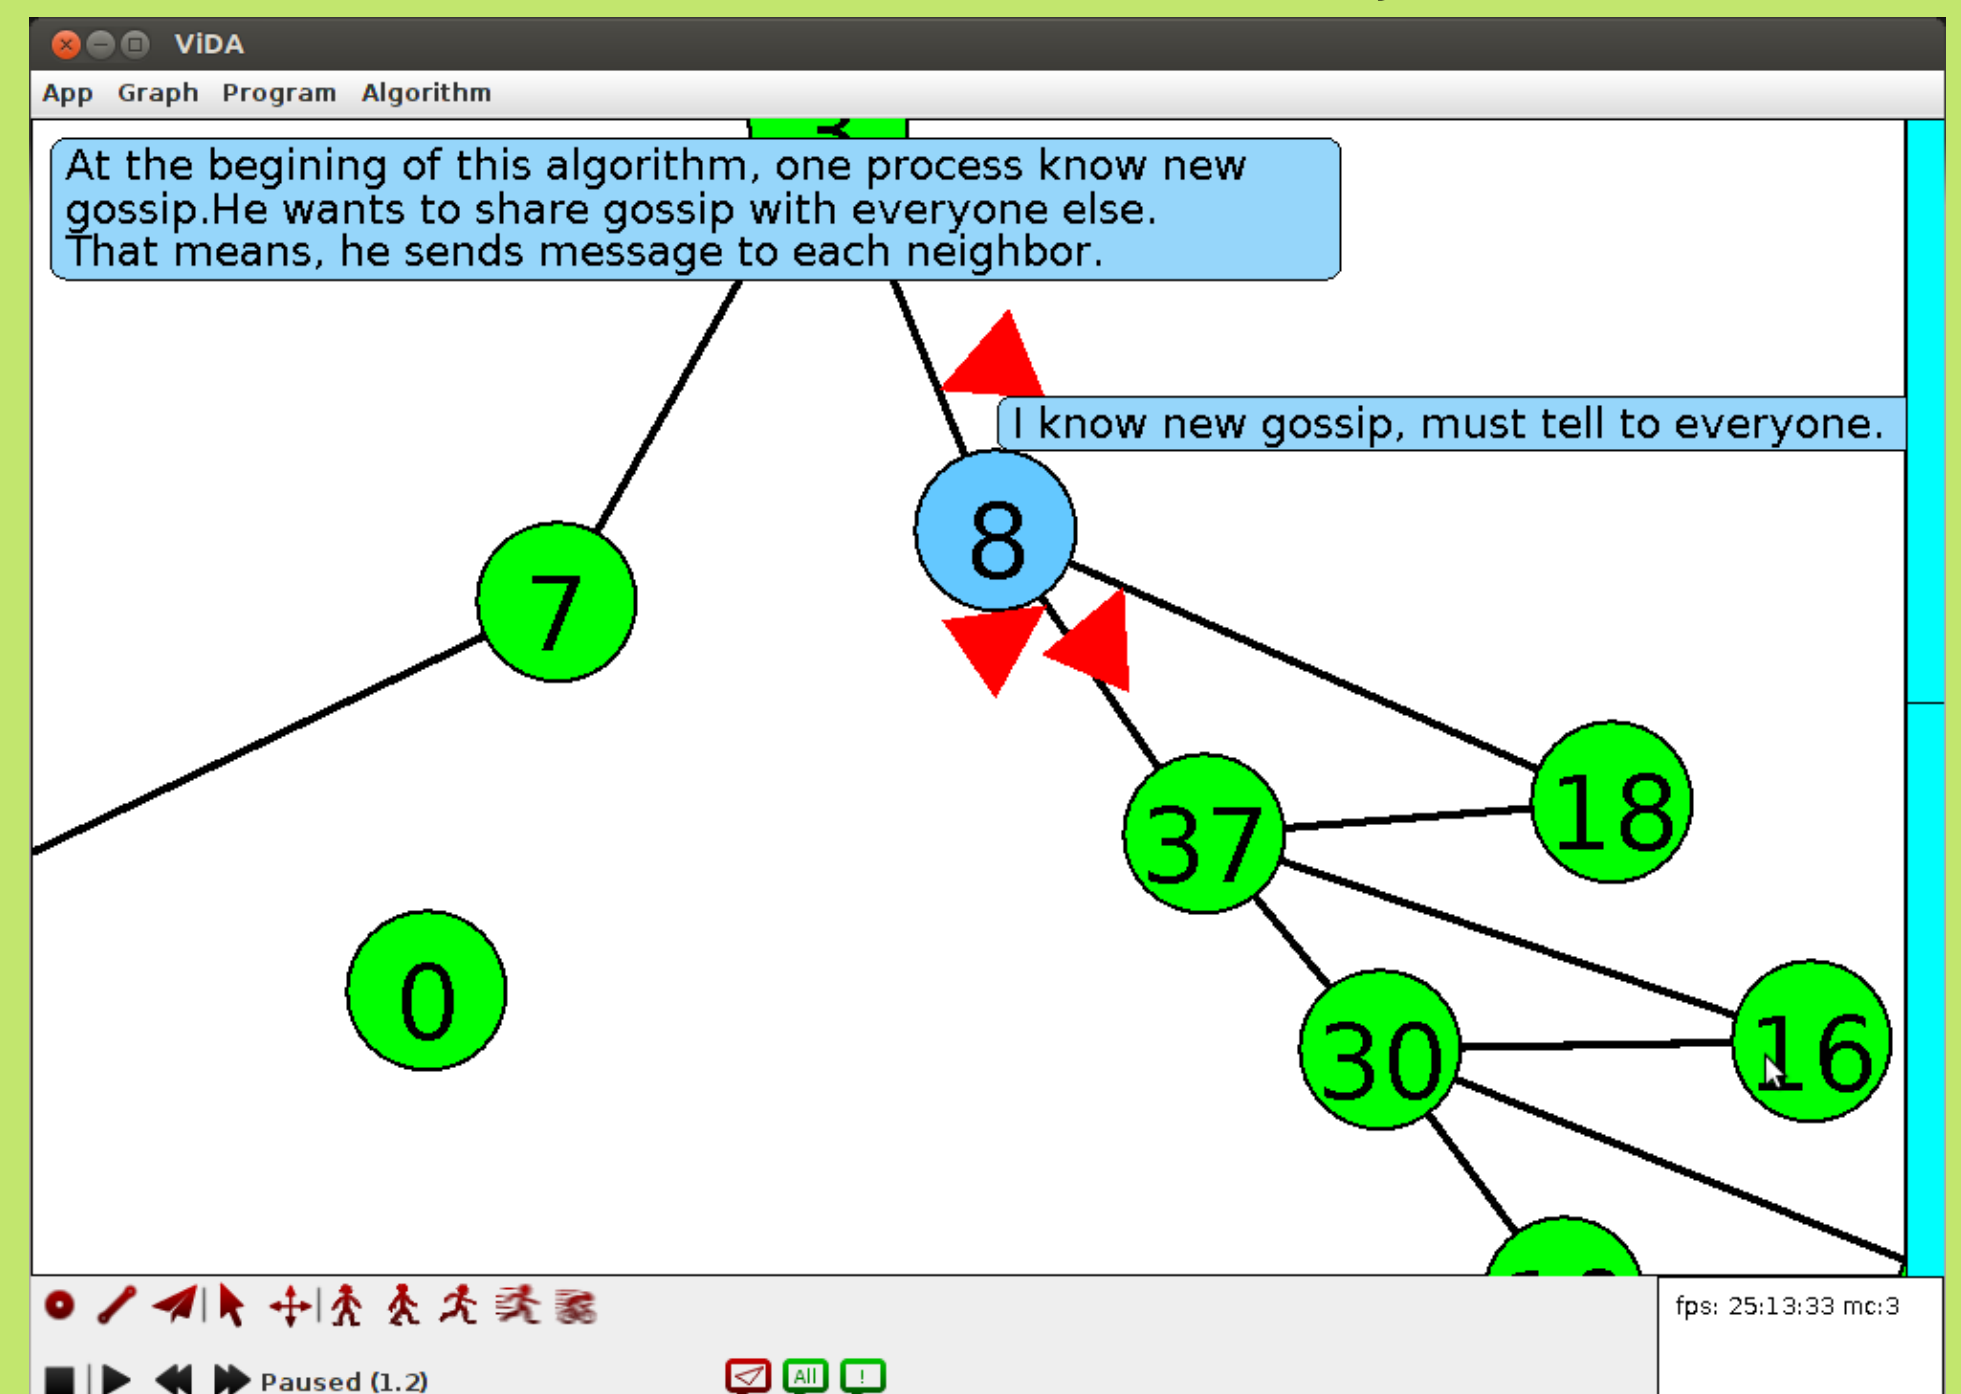 ViDA
App Graph Program Algorithm
At the begining of this algorithm, one process know new
gossip.He wants to share gossip with everyone else.
That means, he sends message to each neighbor.
I know new gossip, must tell to everyone.
8
7
18
37
0
30
16
fps: 25:13:33 mc:3
Paused (1.2)
All
!